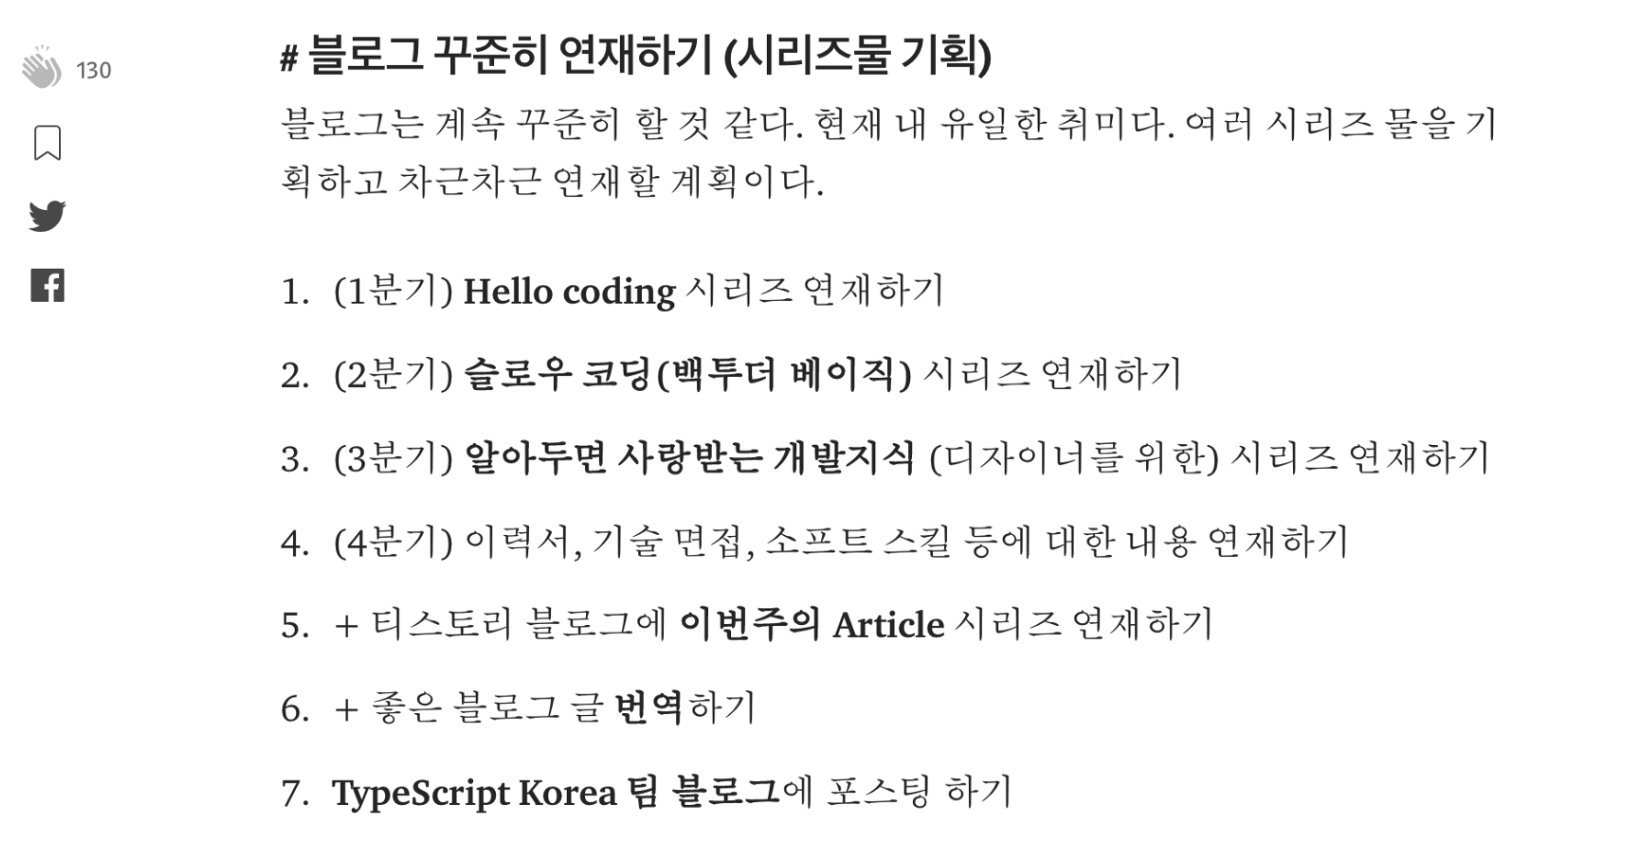 130
# 블로그 꾸준히 연재하기 (시리즈물 기획)
블로그는 계속 꾸준히 할 것 같다. 현재 내 유일한 취미다. 여러 시리즈 물을 기
획하고 차근차근 연재할 계획이다.
1. (1분기) Hello coding 시리즈 연재하기
2. (2분기) 슬로우 코딩(백투더 베이직) 시리즈 연재하기
3. (3분기) 알아두면 사랑받는 개발지식 (디자이너를 위한) 시리즈 연재하기
4. (4분기) 이력서, 기술 면접, 소프트 스킬 등에 대한 내용 연재하기
5. + 티스토리 블로그에 이번주의 Article 시리즈 연재하기
6. + 좋은 블로그 글 번역하기
7. TypeScript Korea 팀 블로그에 포스팅 하기